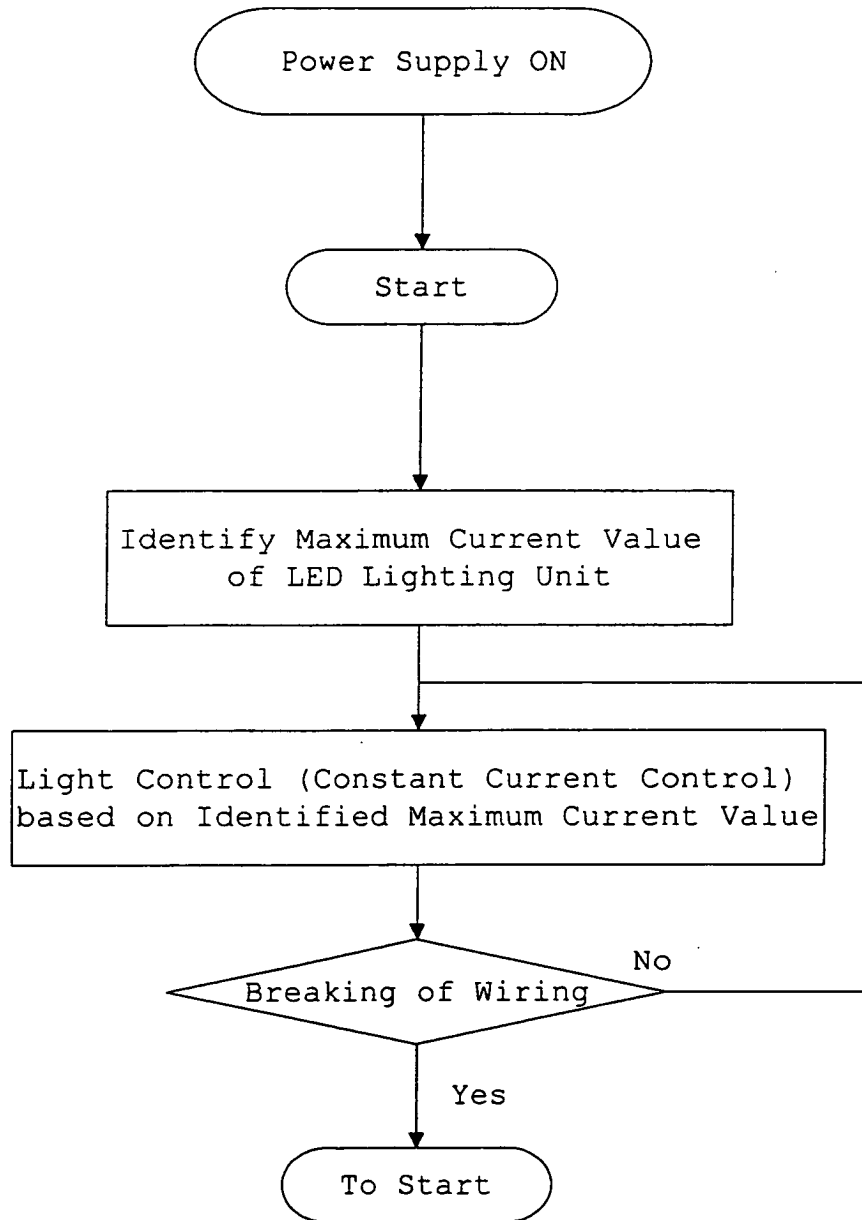 Power Supply ON
Start
Identify Maximum Current Value
of LED Lighting Unit
Light Control (Constant Current Control)
based on Identified Maximum Current Value
No
Breaking of Wiring
Yes
To Start